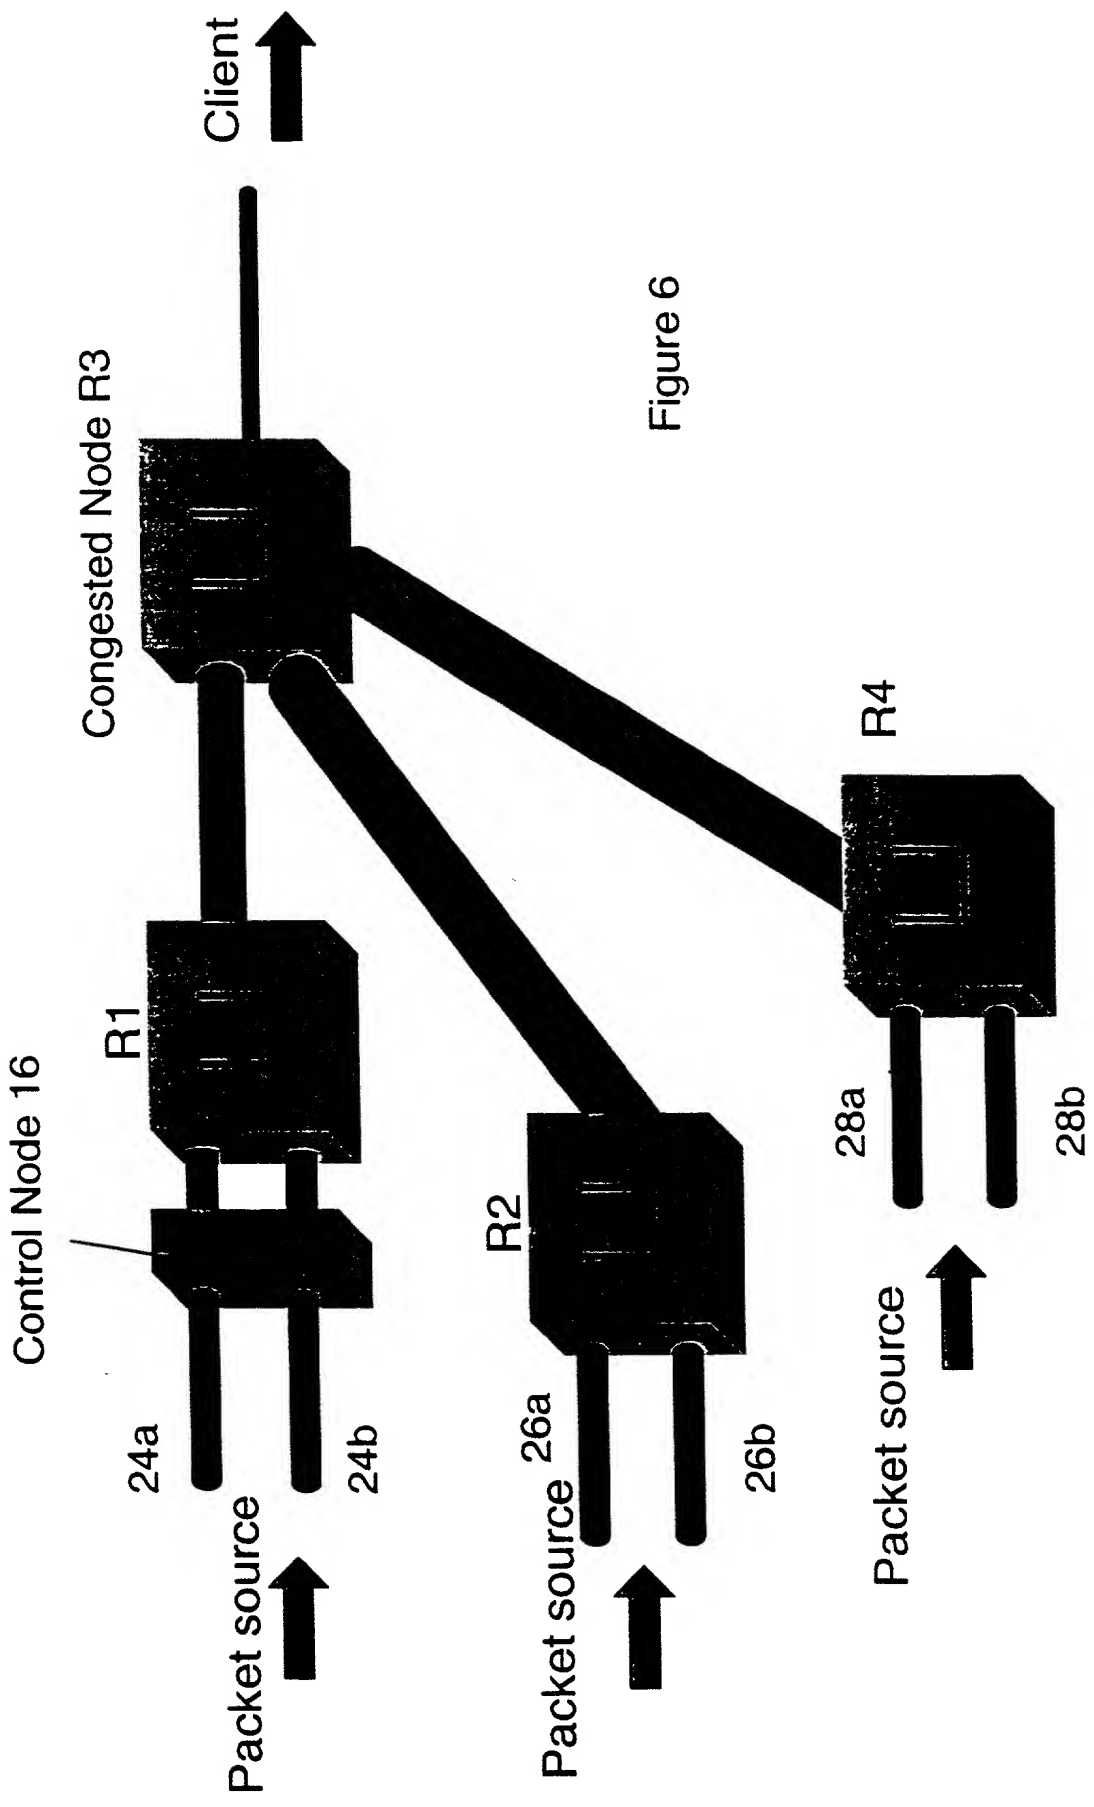 Control Node 16
R1
Congested Node R3
Client
24a
24b
Packet source
R2
26a
26b
Packet source
R4
28a
28b
Packet source
Figure 6